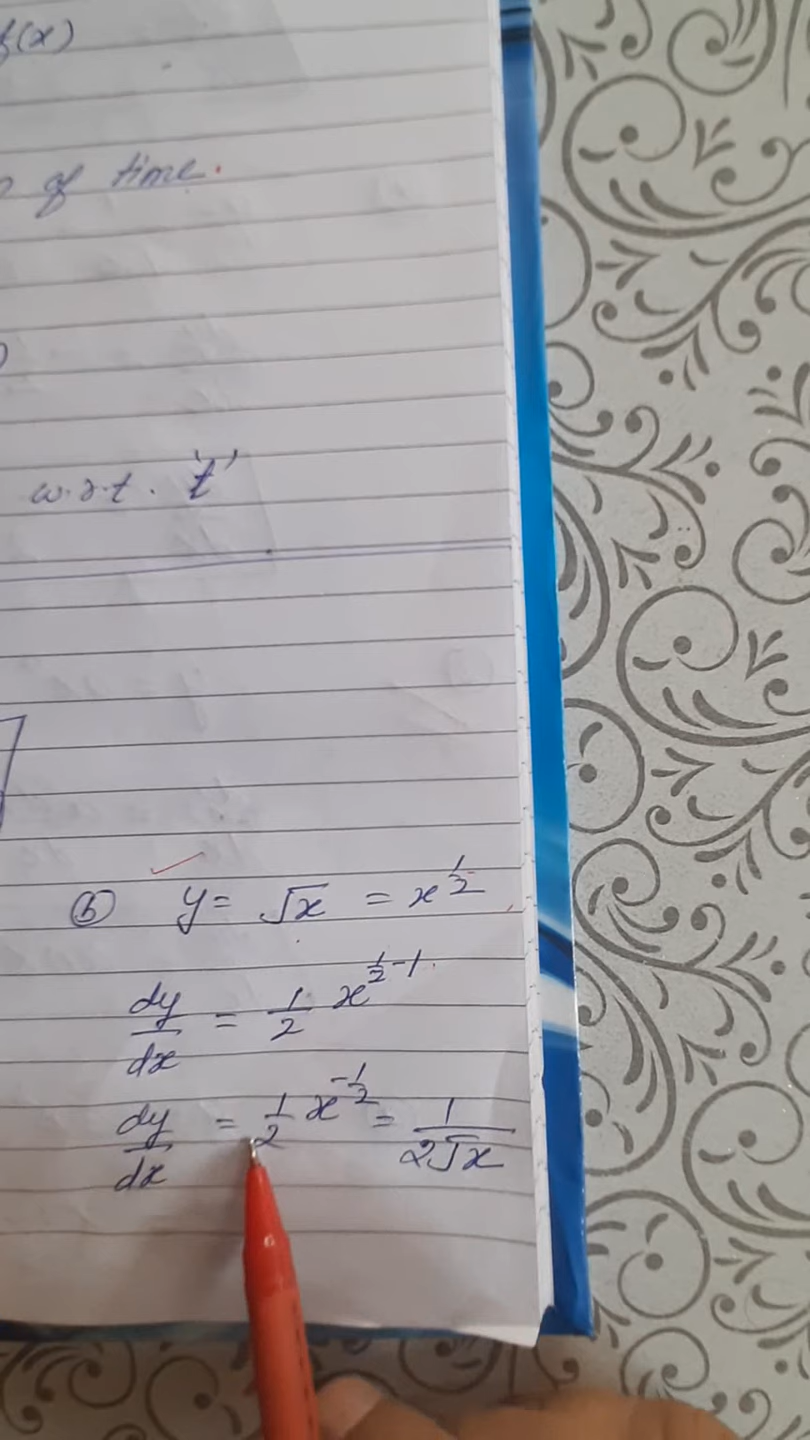 f(x)
of time.
w.r.t. 't'
(b) y = √x = x^(1/2)
dy/dx = 1/2 x^(1/2 - 1)
dy/dx = 1/2 x^(-1/2) = 1/(2√x)